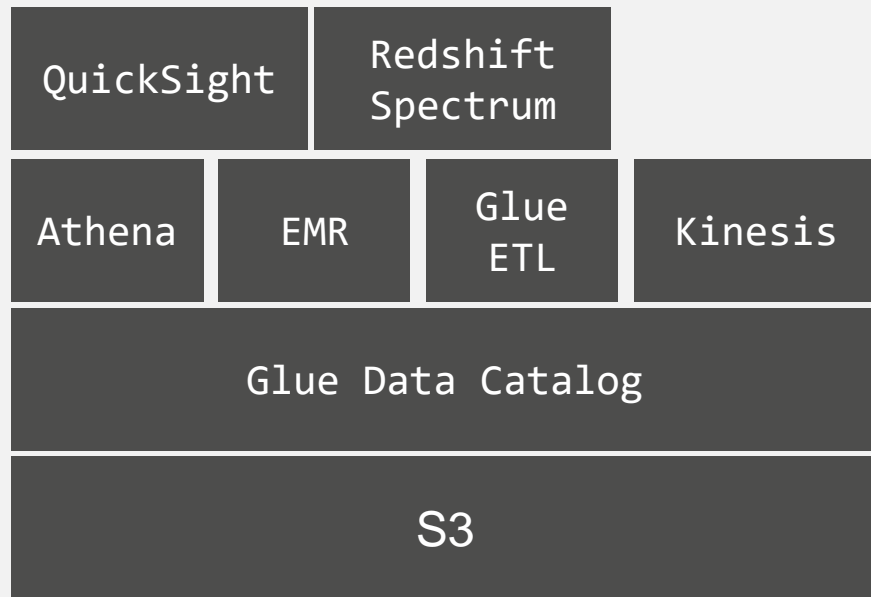 QuickSight
Redshift
Spectrum
Athena
EMR
Glue
ETL
Kinesis
Glue Data Catalog
S3